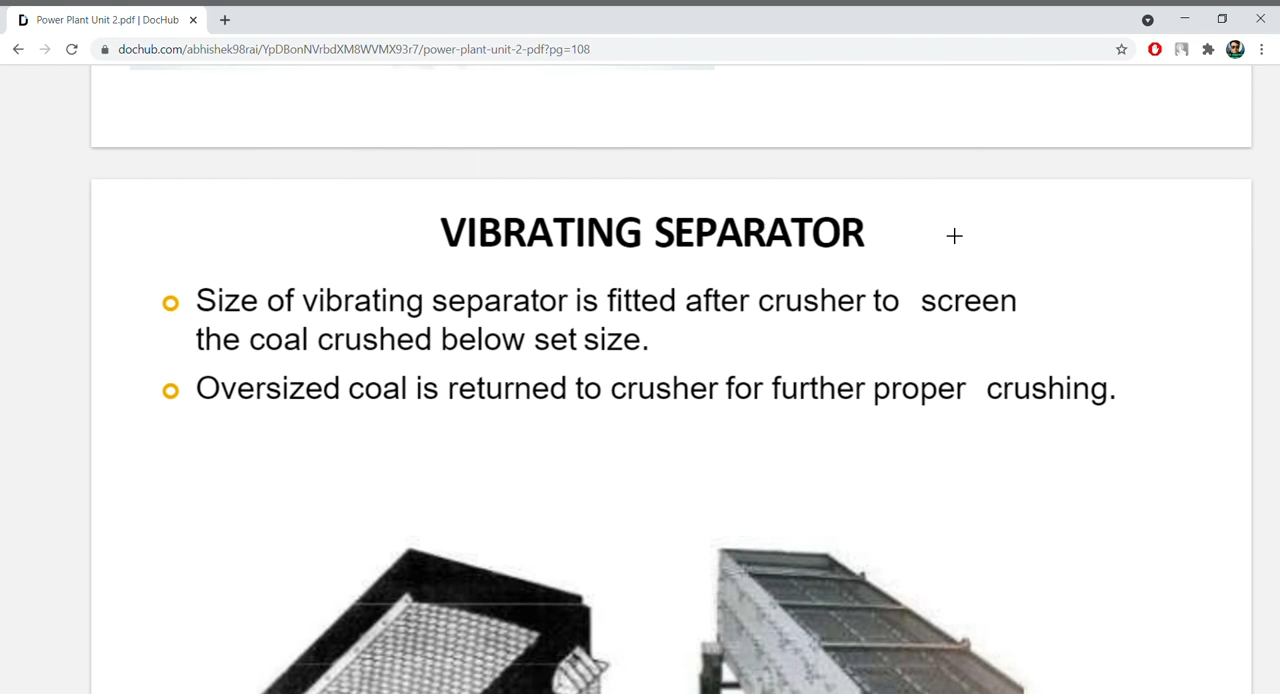 Power Plant Unit 2.pdf | DocHub
dochub.com/abhishek98rai/YpDBonNVrbdXM8WVMX93r7/power-plant-unit-2-pdf?pg=108
VIBRATING SEPARATOR
Size of vibrating separator is fitted after crusher to screen
the coal crushed below set size.
Oversized coal is returned to crusher for further proper crushing.